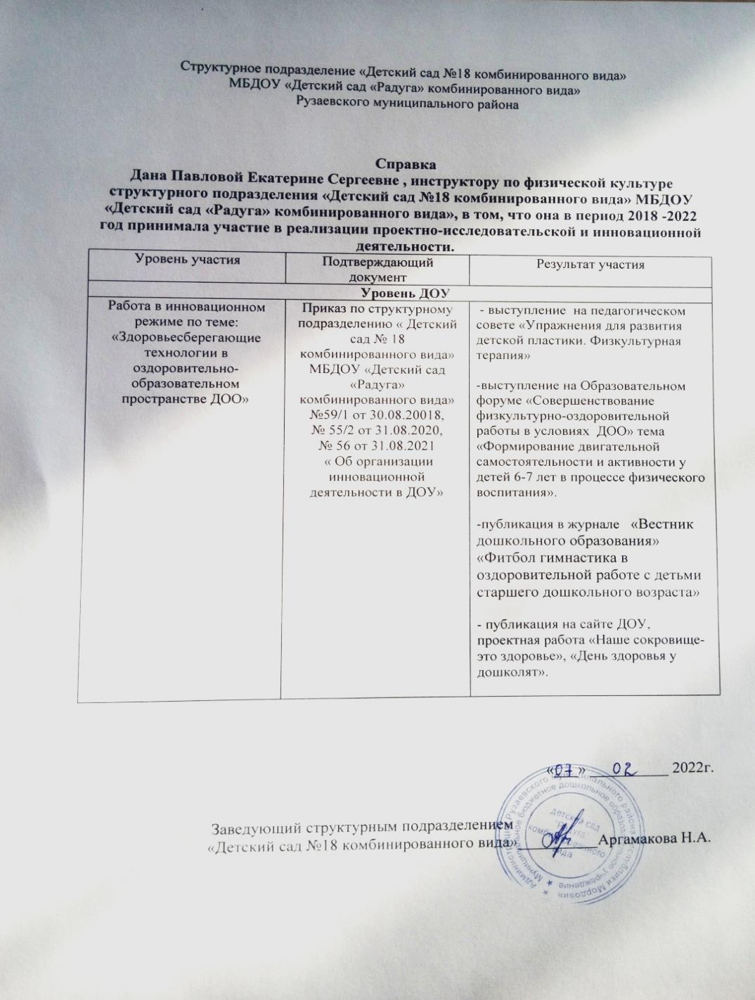 Структурное подразделение «Детский сад №18 комбинированного вида»
МБДОУ «Детский сад «Радуга» комбинированного вида»
Рузаевского муниципального района
Справка
Дана Павловой Екатерине Сергеевне , инструктору по физической культуре
структурного подразделения «Детский сад №18 комбинированного вида» МБДОУ
«Детский сад «Радуга» комбинированного вида», в том, что она в период 2018 -2022
год принимала участие в реализации проектно-исследовательской и инновационной
деятельности.
Уровень участия
Подтверждающий
документ
Результат участия
Уровень ДОУ
Работа в инновационном
режиме по теме:
«Здоровьесберегающие
технологии в
оздоровительно-
образовательном
пространстве ДОО»
Приказ по структурному
подразделению « Детский
сад № 18
комбинированного вида»
МБДОУ «Детский сад
«Радуга»
комбинированного вида»
№59/1 от 30.08.20018,
№ 55/2 от 31.08.2020,
№ 56 от 31.08.2021
« Об организации
инновационной
деятельности в ДОУ»
- выступление на педагогическом
совете «Упражнения для развития
детской пластики. Физкультурная
терапия»
-выступление на Образовательном
форуме «Совершенствование
физкультурно-оздоровительной
работы в условиях ДОО» тема
«Формирование двигательной
самостоятельности и активности у
детей 6-7 лет в процессе физического
воспитания».
-публикация в журнале «Вестник
дошкольного образования»
«Фитбол гимнастика в
оздоровительной работе с детьми
старшего дошкольного возраста»
- публикация на сайте ДОУ,
проектная работа «Наше сокровище-
это здоровье», «День здоровья у
дошколят».
«07» 02 2022г.
Заведующий структурным подразделением
«Детский сад №18 комбинированного вида» Аргамакова Н.А.
Администрация Рузаевского муниципального района Республики Мордовия
Муниципальное бюджетное дошкольное образовательное учреждение
детский сад
"Радуга"
комбинированного
вида